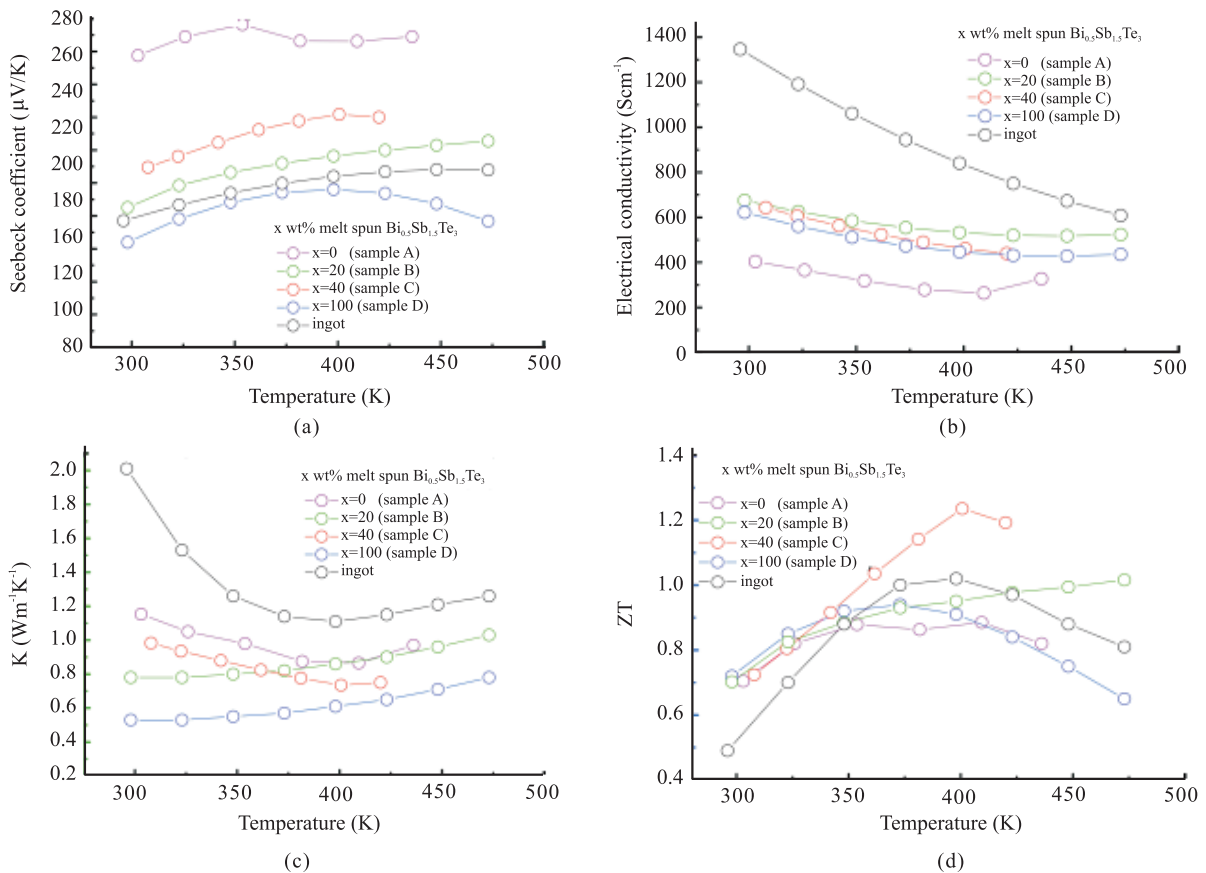 280
260
240
220
200
180
160
140
120
100
80
Seebeck coefficient (µV/K)
x wt% melt spun Bi₀.₅Sb₁.₅Te₃
x=0 (sample A)
x=20 (sample B)
x=40 (sample C)
x=100 (sample D)
ingot
300 350 400 450 500
Temperature (K)
(a)
1400
1200
1000
800
600
400
200
0
Electrical conductivity (Scm⁻¹)
x wt% melt spun Bi₀.₅Sb₁.₅Te₃
x=0 (sample A)
x=20 (sample B)
x=40 (sample C)
x=100 (sample D)
ingot
300 350 400 450 500
Temperature (K)
(b)
2.0
1.8
1.6
1.4
1.2
1.0
0.8
0.6
0.4
0.2
K (Wm⁻¹K⁻¹)
x wt% melt spun Bi₀.₅Sb₁.₅Te₃
x=0 (sample A)
x=20 (sample B)
x=40 (sample C)
x=100 (sample D)
ingot
300 350 400 450 500
Temperature (K)
(c)
1.4
1.2
1.0
0.8
0.6
0.4
ZT
x wt% melt spun Bi₀.₅Sb₁.₅Te₃
x=0 (sample A)
x=20 (sample B)
x=40 (sample C)
x=100 (sample D)
ingot
300 350 400 450 500
Temperature (K)
(d)